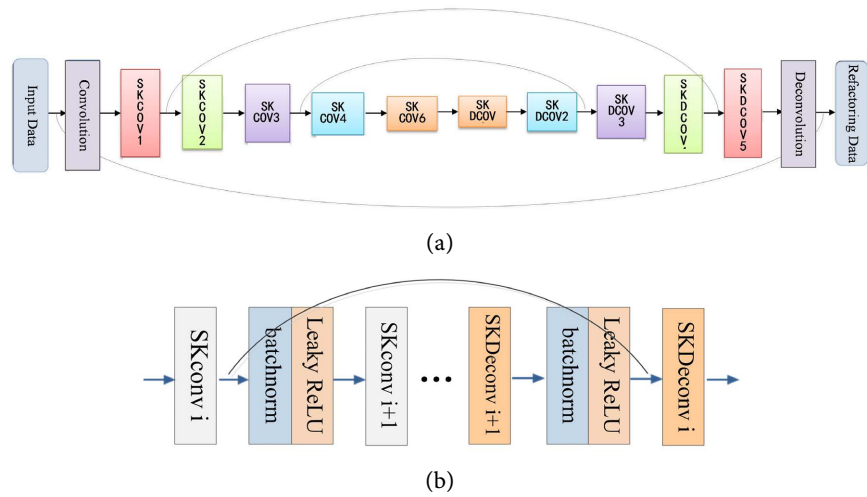 Input Data
Convolution
SKCOV1
SKCOV2
SK
COV3
SK
COV4
SK
COV6
SK
DCOV
SK
DCOV2
SK
DCOV
3
SKDCOV.
SKDCOV5
Deconvolution
Refactoring Data
(a)
SKconv i
batchnorm
Leaky ReLU
SKconv i+1
...
SKDeconv i+1
batchnorm
Leaky ReLU
SKDeconv i
(b)